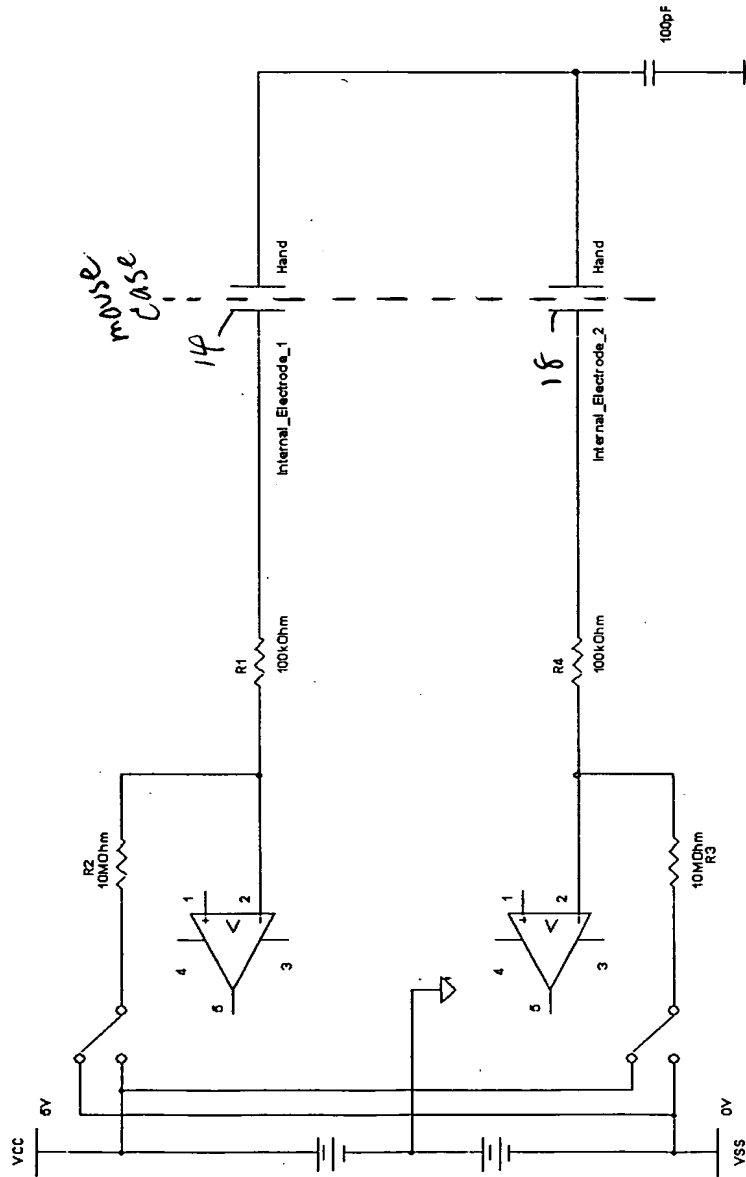 VCC
5V
R2
10MOhm
4
1
2
3
5
R1
100kOhm
Internal_Electrode_1
14
mouse
case
Hand
100pF
4
1
2
3
5
R4
100kOhm
Internal_Electrode_2
18
Hand
10MOhm
R3
VSS
0V